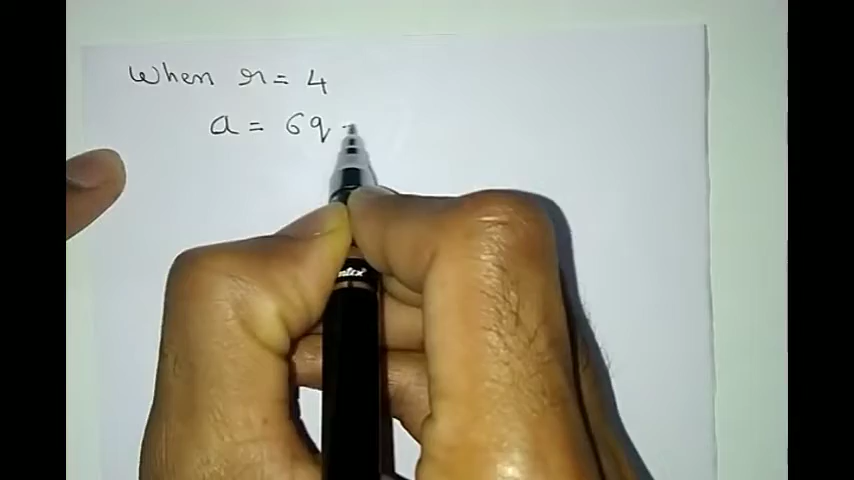 When r = 4
a = 6q